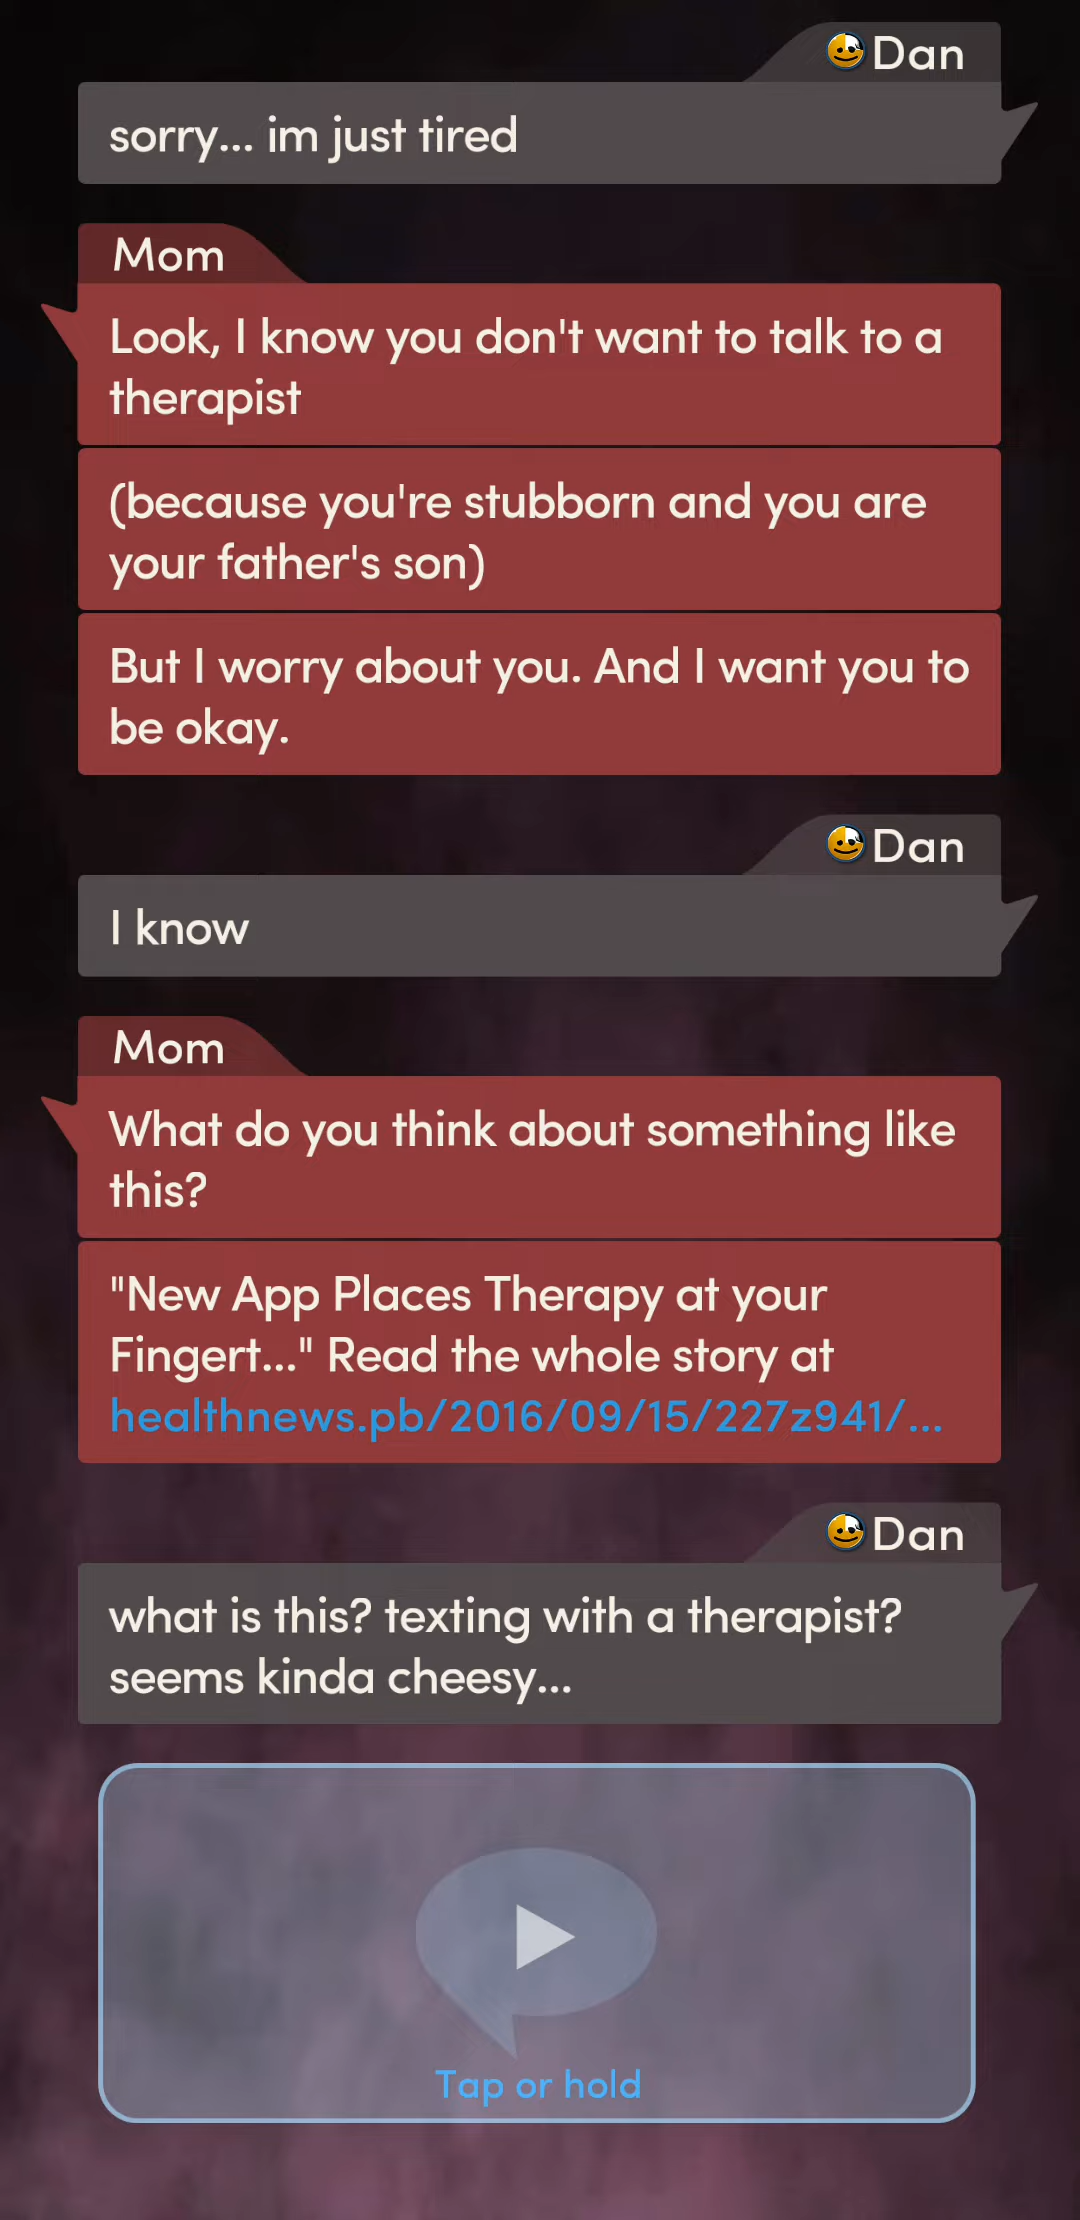 Dan
sorry... im just tired
Mom
Look, I know you don't want to talk to a
therapist
(because you're stubborn and you are
your father's son)
But I worry about you. And I want you to
be okay.
Dan
I know
Mom
What do you think about something like
this?
"New App Places Therapy at your
Fingert..." Read the whole story at
healthnews.pb/2016/09/15/227z941/...
Dan
what is this? texting with a therapist?
seems kinda cheesy...
Tap or hold